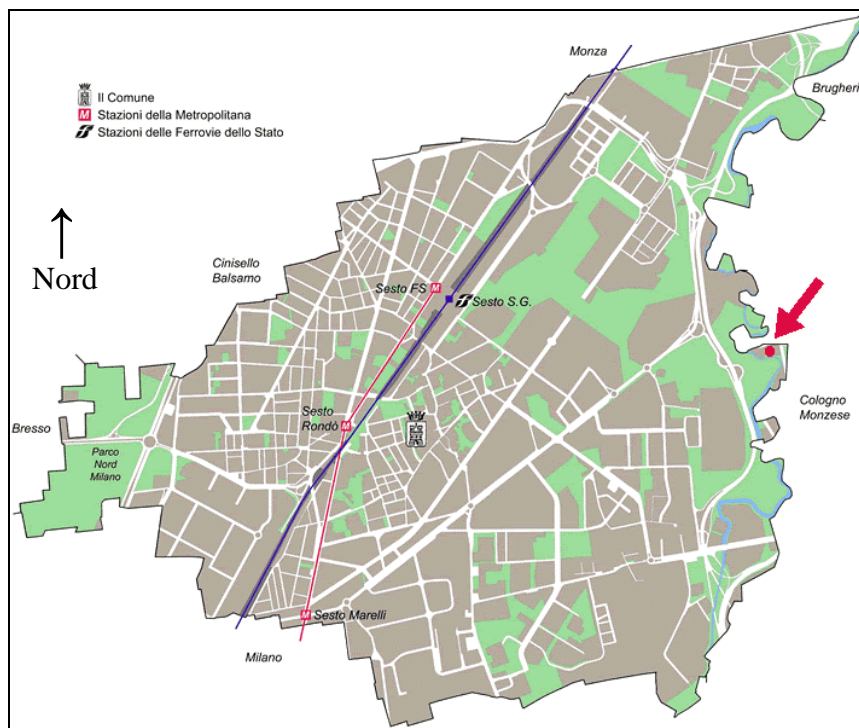 Monza
Brugheri
Il Comune
M Stazioni della Metropolitana
Stazioni delle Ferrovie dello Stato
Nord
Cinisello
Balsamo
Sesto FS M
Sesto S.G.
Cologno
Monzese
Bresso
Sesto
Rondò M
Parco
Nord
Milano
M Sesto Marelli
Milano